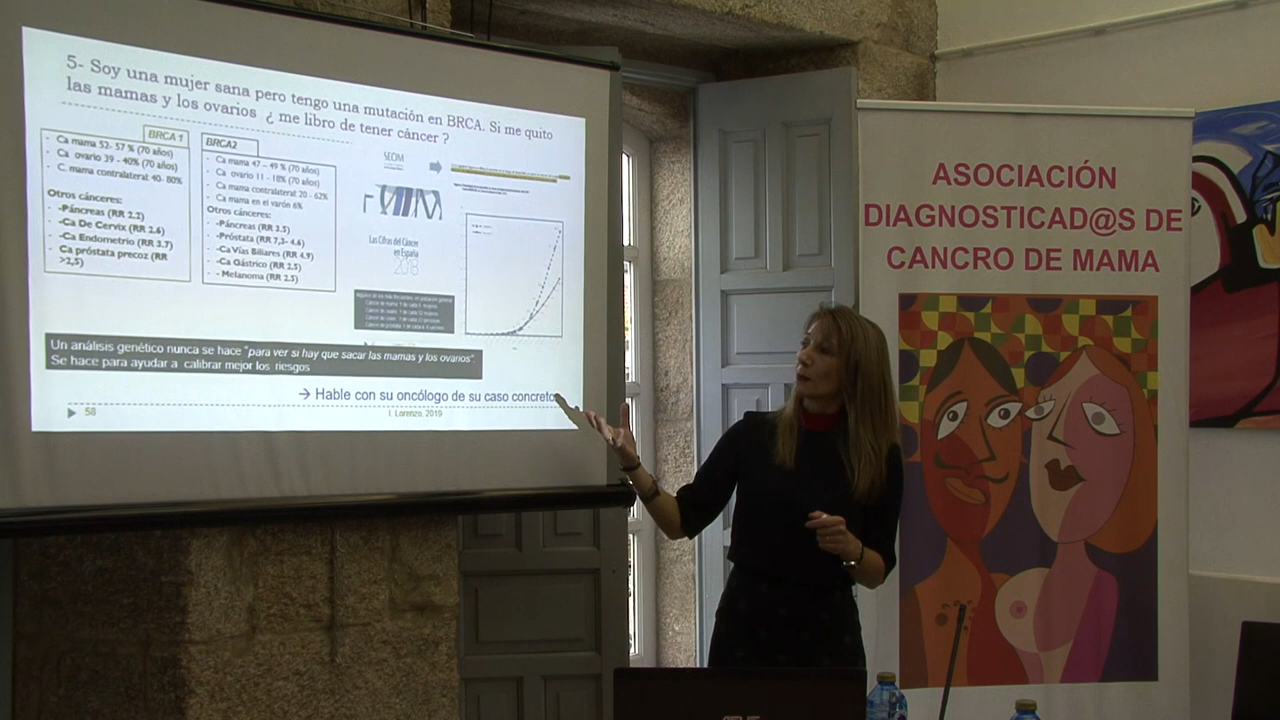 5- Soy una mujer sana pero tengo una mutación en BRCA. Si me quito
las mamas y los ovarios ¿ me libro de tener cáncer ?
BRCA 1
- Ca mama 52- 57 % (70 años)
- Ca ovario 39 - 40% (70 años)
- C. mama contralateral: 40- 80%
Otros cánceres:
- -Páncreas (RR 2.2)
- -Ca De Cervix (RR 2.6)
- -Ca Endometrio (RR 3.7)
- Ca próstata precoz (RR
>2,5)
BRCA2
- Ca mama 47 – 49 % (70 años)
- Ca ovario 11 - 18% (70 años)
- Ca mama contralateral: 20 - 62%
- Ca mama en el varón 6%
Otros cánceres:
- -Páncreas (RR 3.5)
- -Próstata (RR 7,3- 4.6)
- -Ca Vías Biliares (RR 4.9)
- -Ca Gástrico (RR 2.5)
- - Melanoma (RR 2.5)
SEOM
Las Cifras del Cáncer
en España
2018
Un análisis genético nunca se hace "para ver si hay que sacar las mamas y los ovarios"
Se hace para ayudar a calibrar mejor los riesgos
→ Hable con su oncólogo de su caso concreto
58
I. Lorenzo, 2019
ASOCIACIÓN
DIAGNOSTICAD@S DE
CANCRO DE MAMA